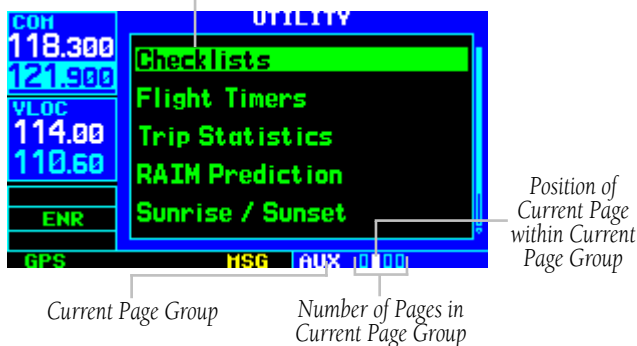 COM
118.300
121.900
VLOC
114.00
110.60
ENR
GPS
UTILITY
Checklists
Flight Timers
Trip Statistics
RAIM Prediction
Sunrise / Sunset
MSG
AUX
Position of
Current Page
within Current
Page Group
Current Page Group
Number of Pages in
Current Page Group